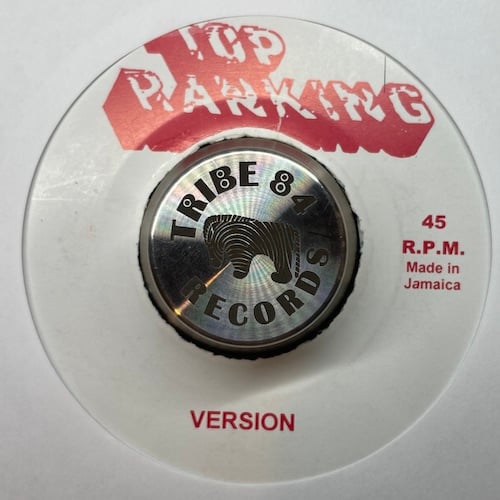 TOP
RANKING
TRIBE 84
RECORDS
45
R.P.M.
Made in
Jamaica
VERSION